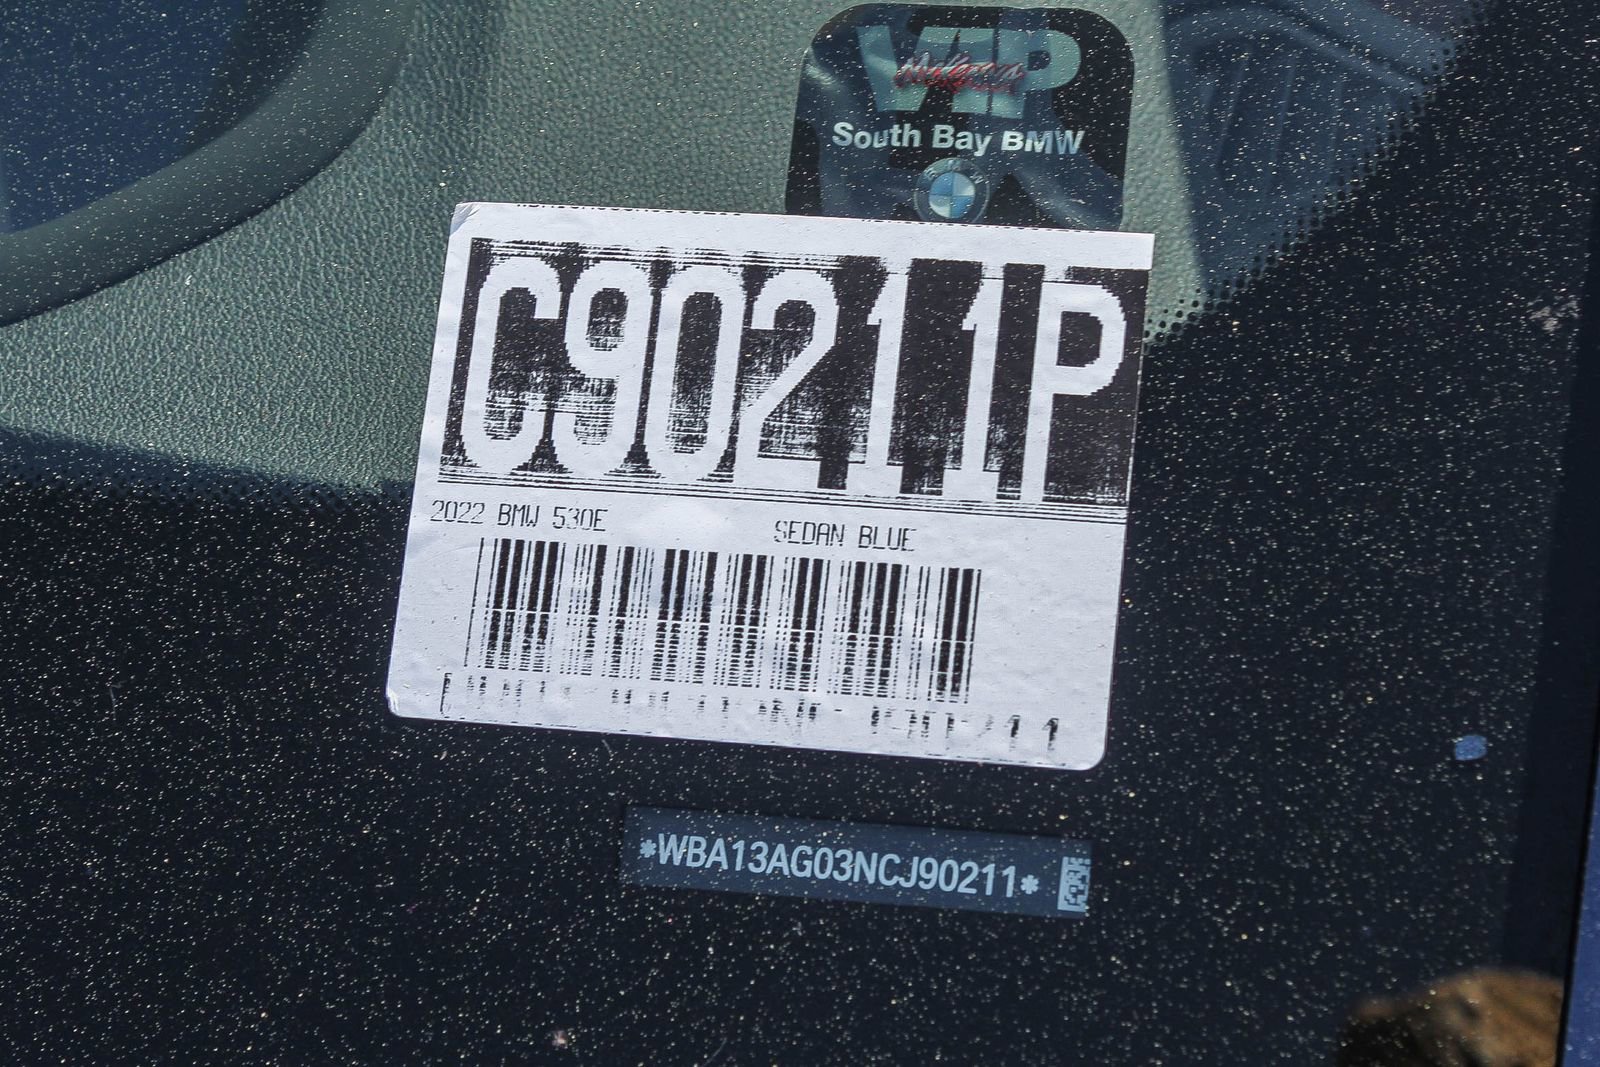 VIP
South Bay BMW
C90211P
2022 BMW 530E SEDAN BLUE
*WBA13AG03NCJ90211*